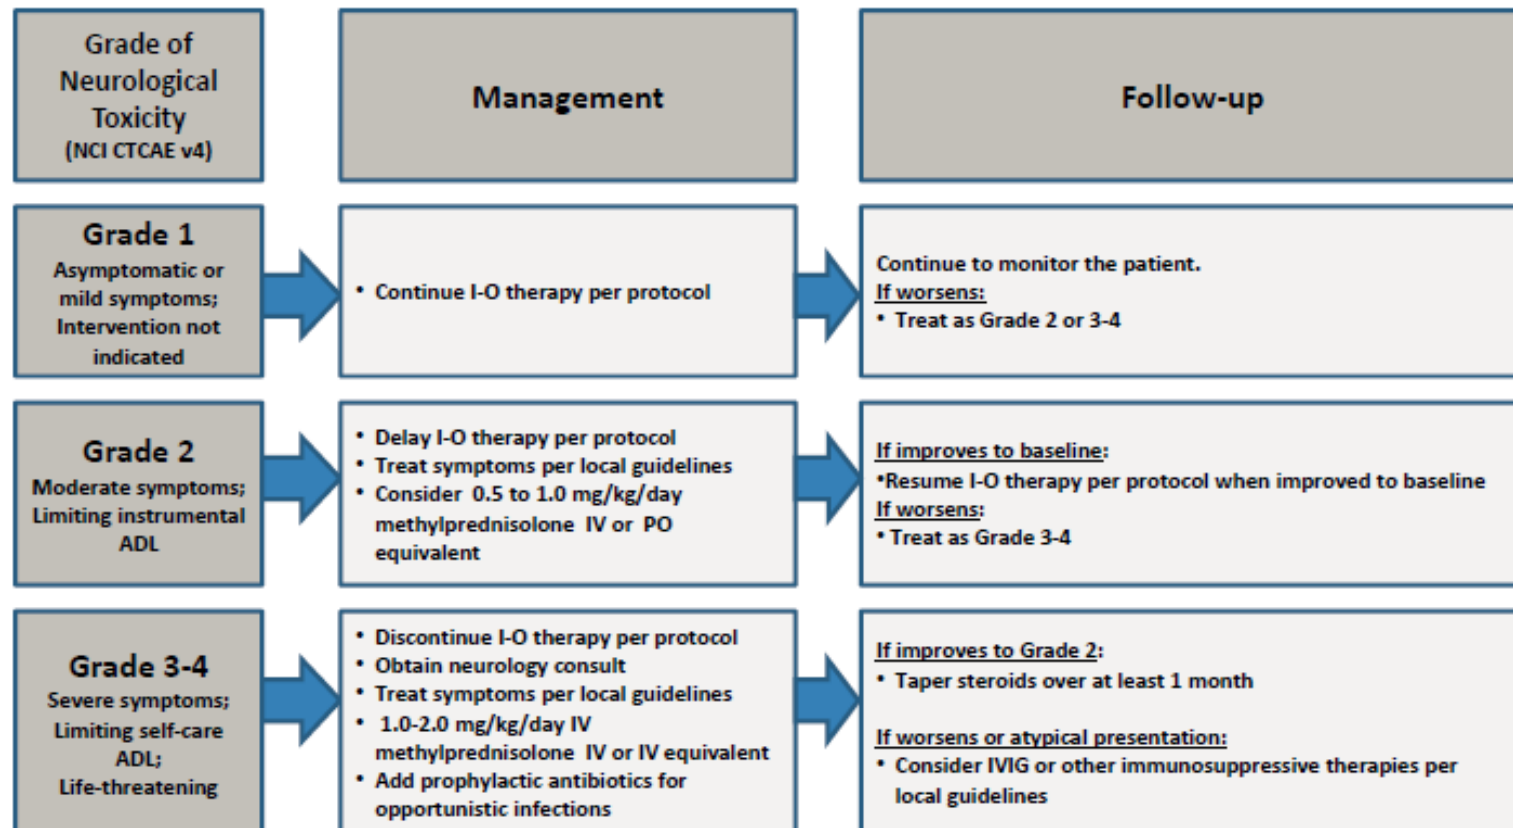 Grade of
Neurological
Toxicity
(NCI CTCAE v4)
Management
Follow-up
Grade 1
Asymptomatic or
mild symptoms;
Intervention not
indicated
• Continue I-O therapy per protocol
Continue to monitor the patient.
If worsens:
• Treat as Grade 2 or 3-4
Grade 2
Moderate symptoms;
Limiting instrumental
ADL
• Delay I-O therapy per protocol
• Treat symptoms per local guidelines
• Consider 0.5 to 1.0 mg/kg/day
methylprednisolone IV or PO
equivalent
If improves to baseline:
•Resume I-O therapy per protocol when improved to baseline
If worsens:
• Treat as Grade 3-4
Grade 3-4
Severe symptoms;
Limiting self-care
ADL;
Life-threatening
• Discontinue I-O therapy per protocol
• Obtain neurology consult
• Treat symptoms per local guidelines
• 1.0-2.0 mg/kg/day IV
methylprednisolone IV or IV equivalent
• Add prophylactic antibiotics for
opportunistic infections
If improves to Grade 2:
• Taper steroids over at least 1 month
If worsens or atypical presentation:
• Consider IVIG or other immunosuppressive therapies per
local guidelines